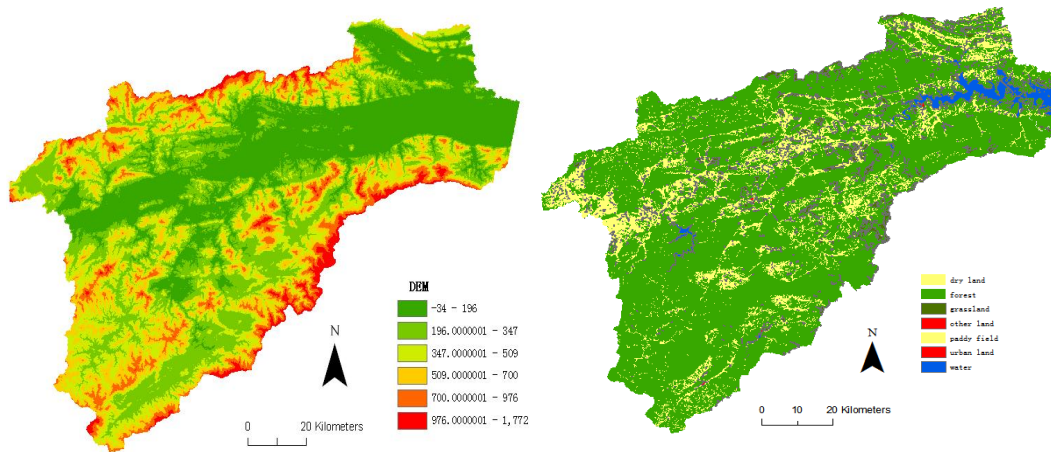 DEM
-34 - 196
196.0000001 - 347
347.0000001 - 509
509.0000001 - 700
700.0000001 - 976
976.0000001 - 1,772
N
0 20 Kilometers
dry land
forest
grassland
other land
paddy field
urban land
water
N
0 10 20 Kilometers